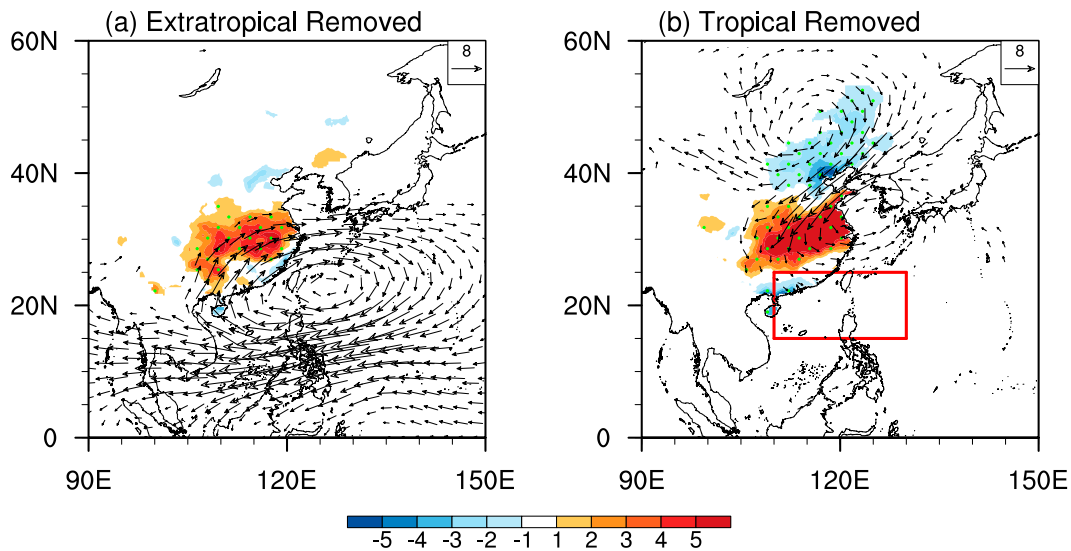 (a) Extratropical Removed
(b) Tropical Removed
60N
8
60N
8
40N
40N
20N
20N
0
0
90E 120E 150E
90E 120E 150E
-5 -4 -3 -2 -1 1 2 3 4 5